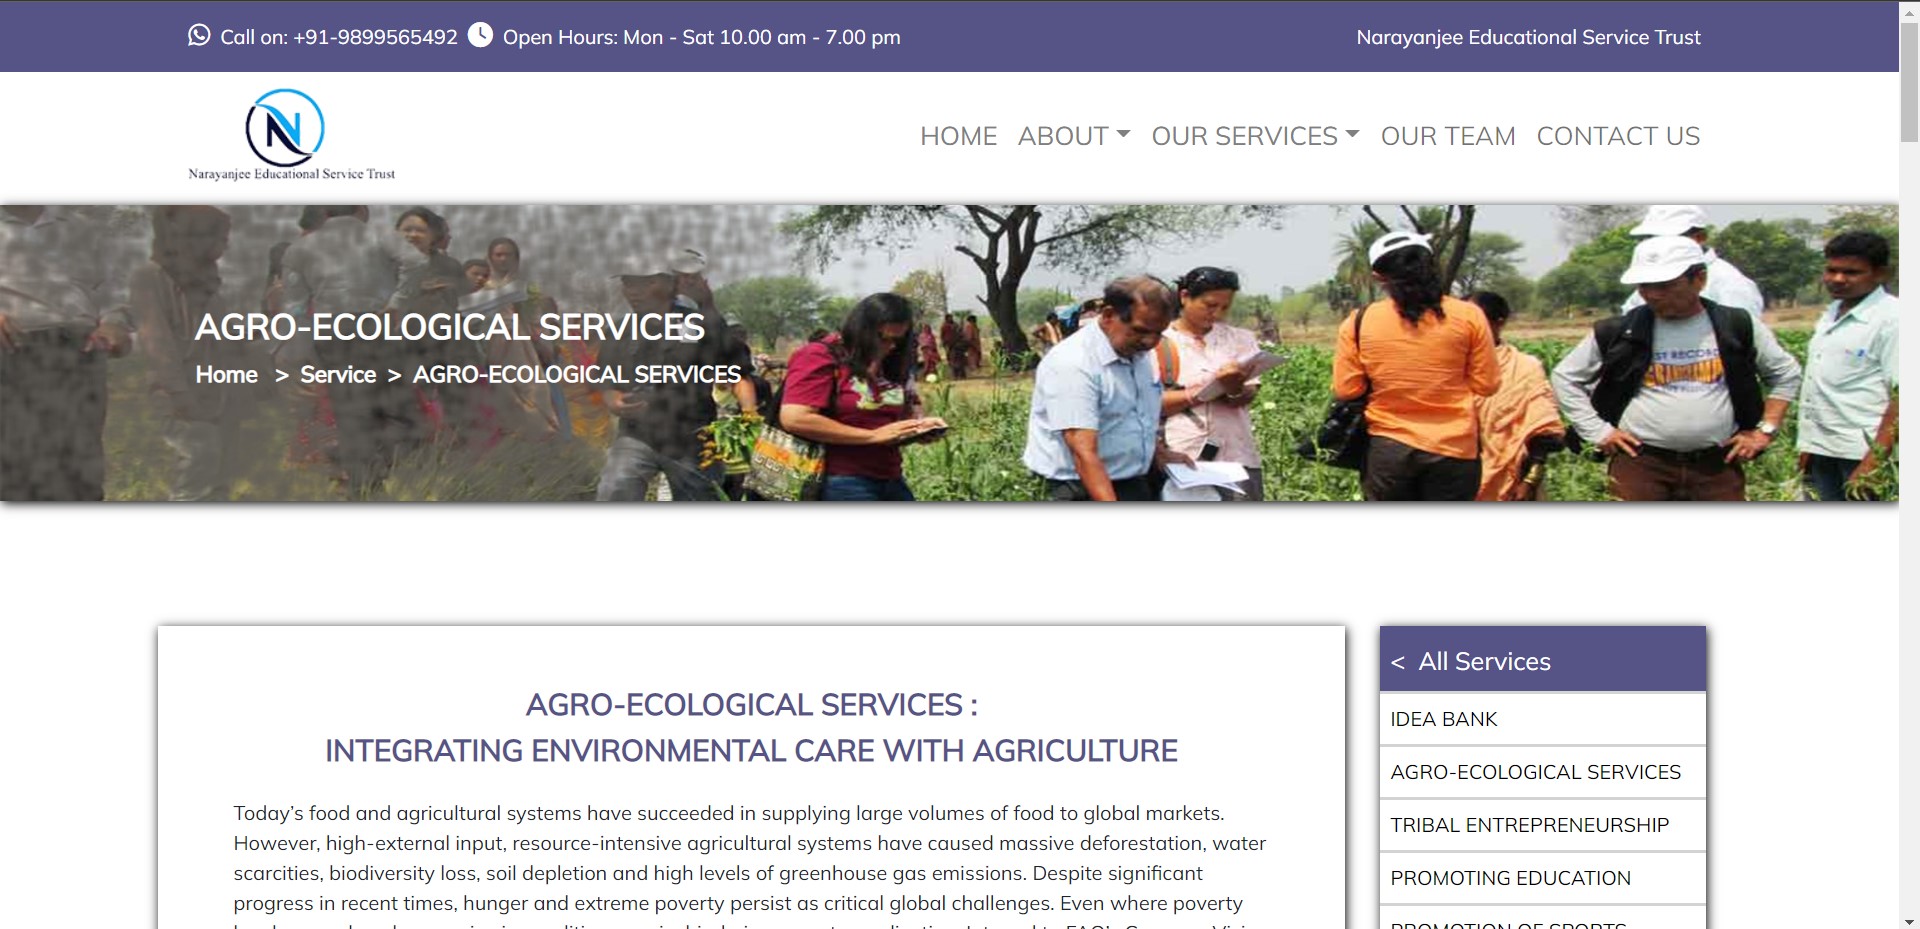 Call on: +91-9899565492 Open Hours: Mon - Sat 10.00 am - 7.00 pm Narayanjee Educational Service Trust
N
Narayanjee Educational Service Trust
HOME ABOUT OUR SERVICES OUR TEAM CONTACT US
AGRO-ECOLOGICAL SERVICES
Home > Service > AGRO-ECOLOGICAL SERVICES
AGRO-ECOLOGICAL SERVICES :
INTEGRATING ENVIRONMENTAL CARE WITH AGRICULTURE
Today’s food and agricultural systems have succeeded in supplying large volumes of food to global markets.
However, high-external input, resource-intensive agricultural systems have caused massive deforestation, water
scarcities, biodiversity loss, soil depletion and high levels of greenhouse gas emissions. Despite significant
progress in recent times, hunger and extreme poverty persist as critical global challenges. Even where poverty
< All Services
IDEA BANK
AGRO-ECOLOGICAL SERVICES
TRIBAL ENTREPRENEURSHIP
PROMOTING EDUCATION
PROMOTION OF SPORTS